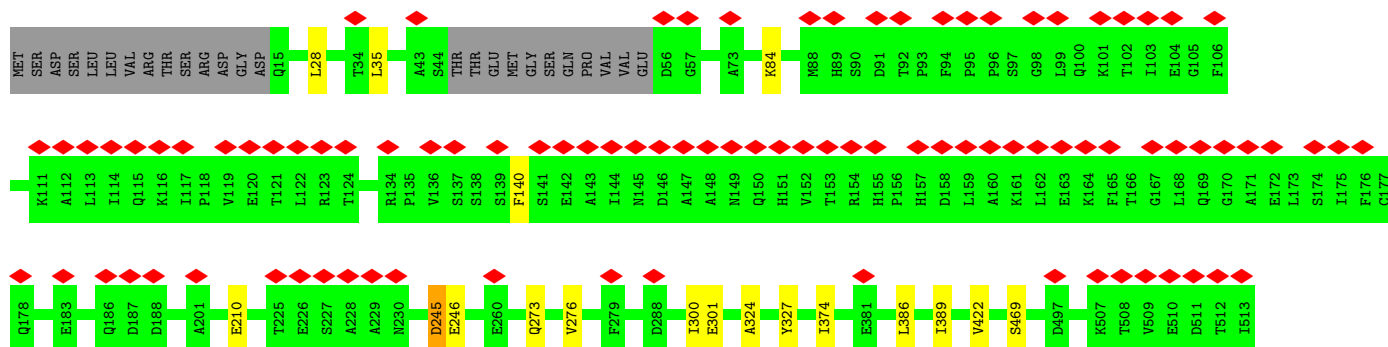 MET SER ASP SER LEU LEU VAL ARG THR SER ARG ASP GLY ASP Q15 L28 T34 L35 A43 S44 THR THR GLU MET GLY SER GLN PRO VAL VAL GLU D56 G57 A73 K84 M88 H89 S90 D91 T92 P93 F94 P95 P96 S97 G98 L99 Q100 K101 T102 I103 E104 G105 F106
K111 A112 L113 I114 Q115 K116 I117 P118 V119 E120 T121 L122 R123 T124 R134 P135 V136 S137 S138 S139 F140 S141 E142 A143 I144 N145 D146 A147 A148 N149 Q150 H151 V152 T153 R154 H155 P156 H157 D158 L159 A160 K161 L162 E163 K164 F165 T166 G167 L168 Q169 G170 A171 E172 L173 S174 I175 F176 G177
Q178 E183 Q186 D187 D188 A201 E210 T225 E226 S227 A228 A229 N230 D245 E246 E260 Q273 V276 F279 D288 I300 E301 A324 Y327 I374 E381 L386 I389 V422 S469 D497 K507 T508 V509 E510 D511 T512 I513